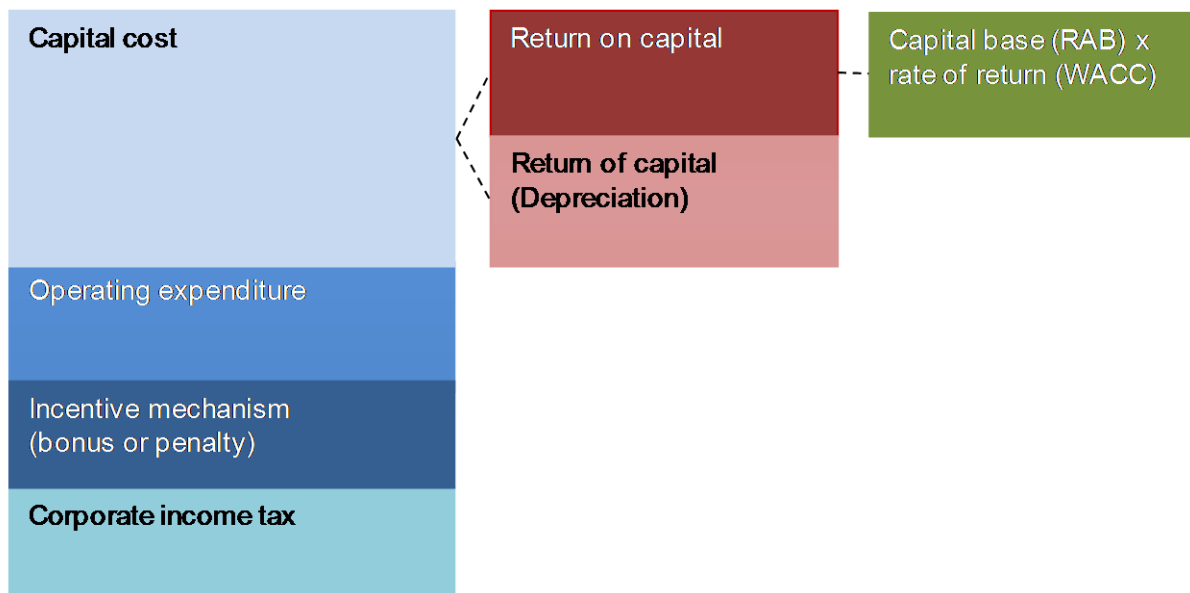 Capital cost
Return on capital
Capital base (RAB) x
rate of return (WACC)
Return of capital
(Depreciation)
Operating expenditure
Incentive mechanism
(bonus or penalty)
Corporate income tax